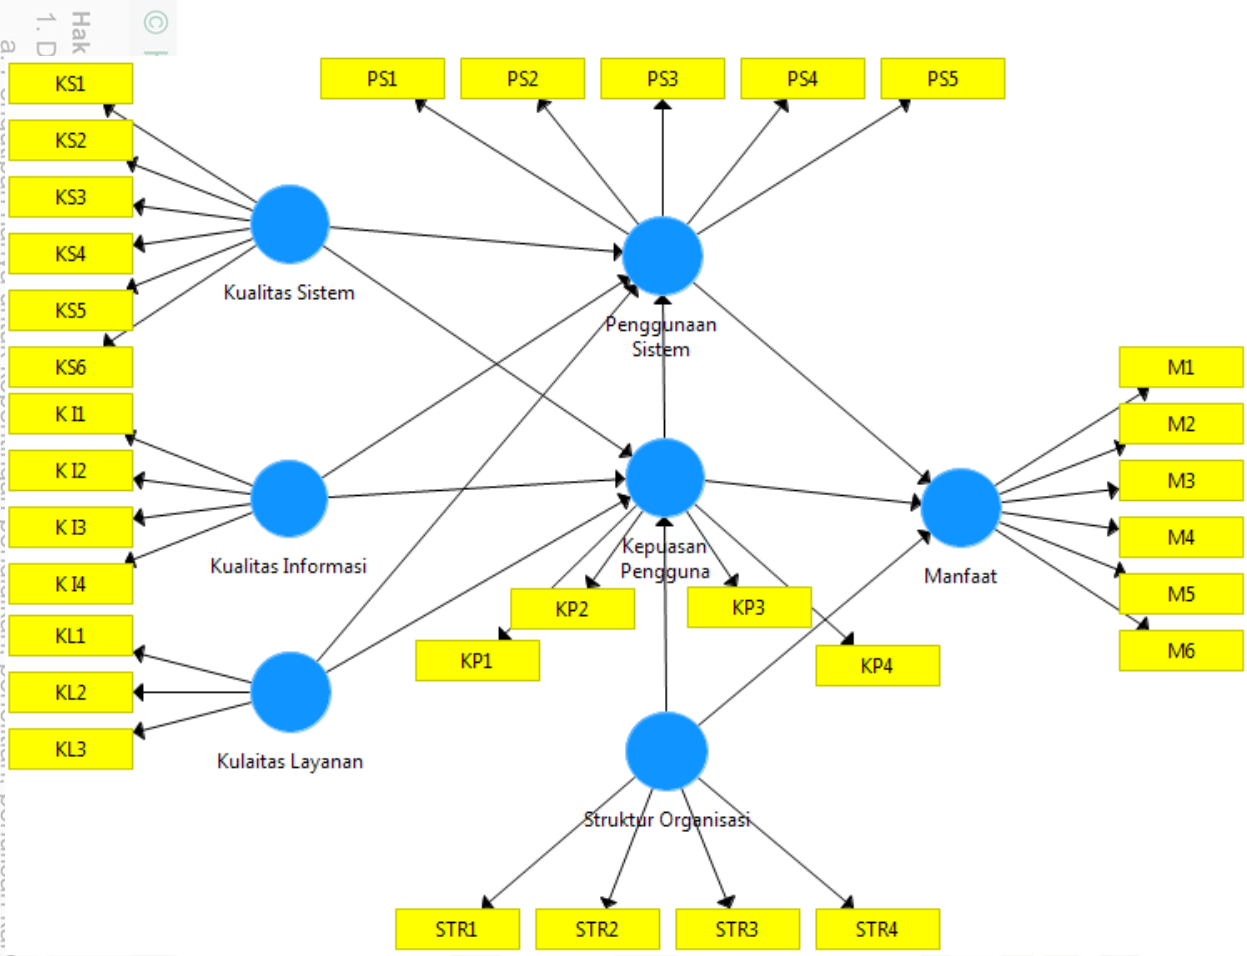 ©
Hak
1. D
a.
KS1
KS2
KS3
KS4
KS5
KS6
K I1
K I2
K I3
K I4
KL1
KL2
KL3
PS1
PS2
PS3
PS4
PS5
Kualitas Sistem
Penggunaan
Sistem
Kualitas Informasi
Kepuasan
Pengguna
Kulaitas Layanan
Manfaat
Struktur Organisasi
KP2
KP3
KP1
KP4
M1
M2
M3
M4
M5
M6
STR1
STR2
STR3
STR4